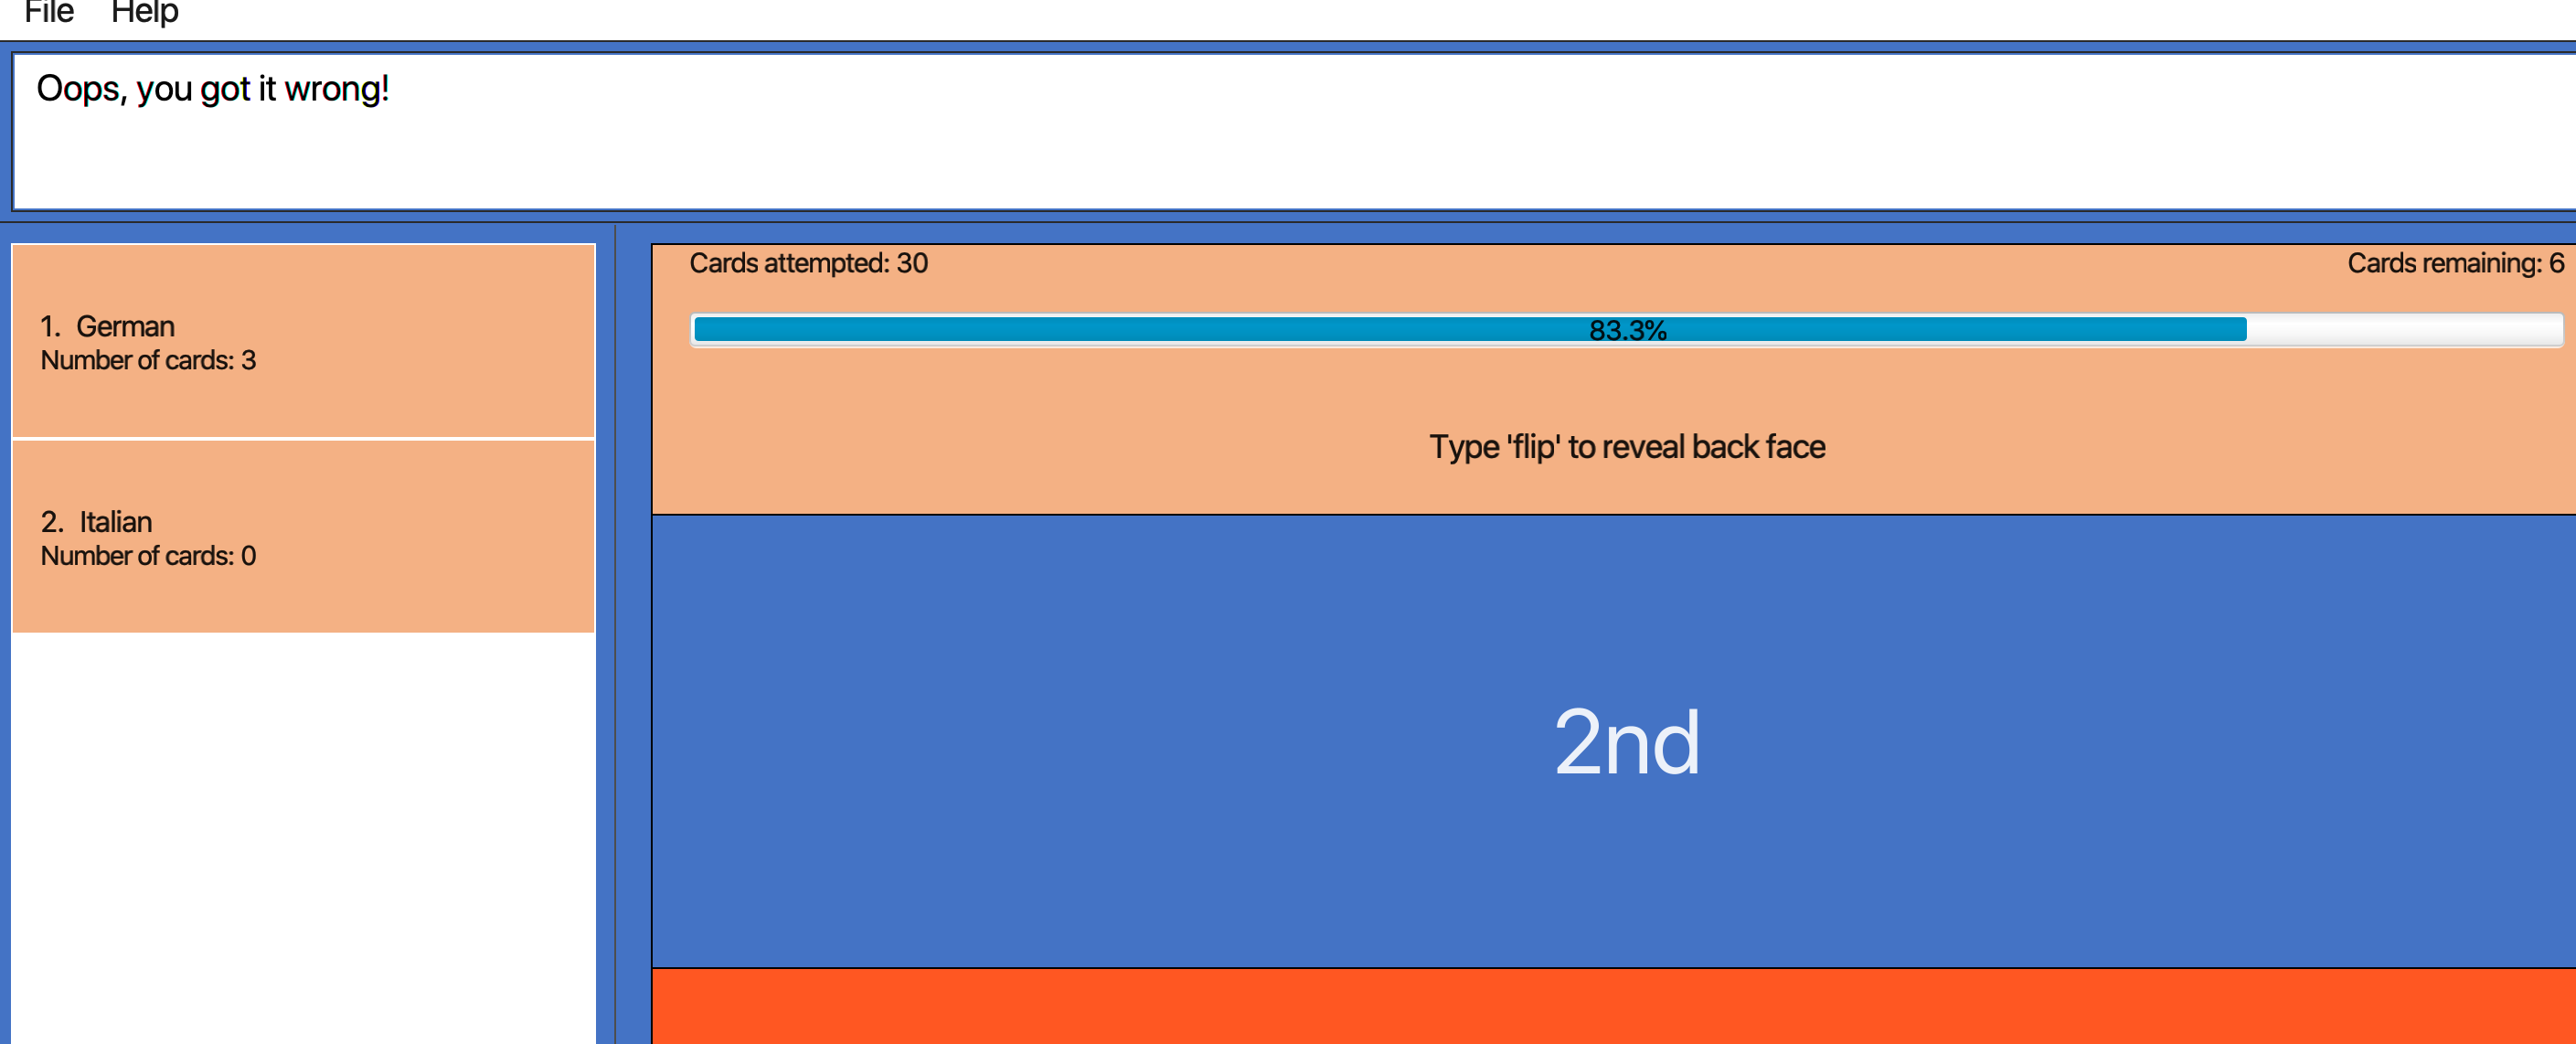 File Help
Oops, you got it wrong!
1. German
Number of cards: 3
2. Italian
Number of cards: 0
Cards attempted: 30 Cards remaining: 6
83.3%
Type 'flip' to reveal back face
2nd